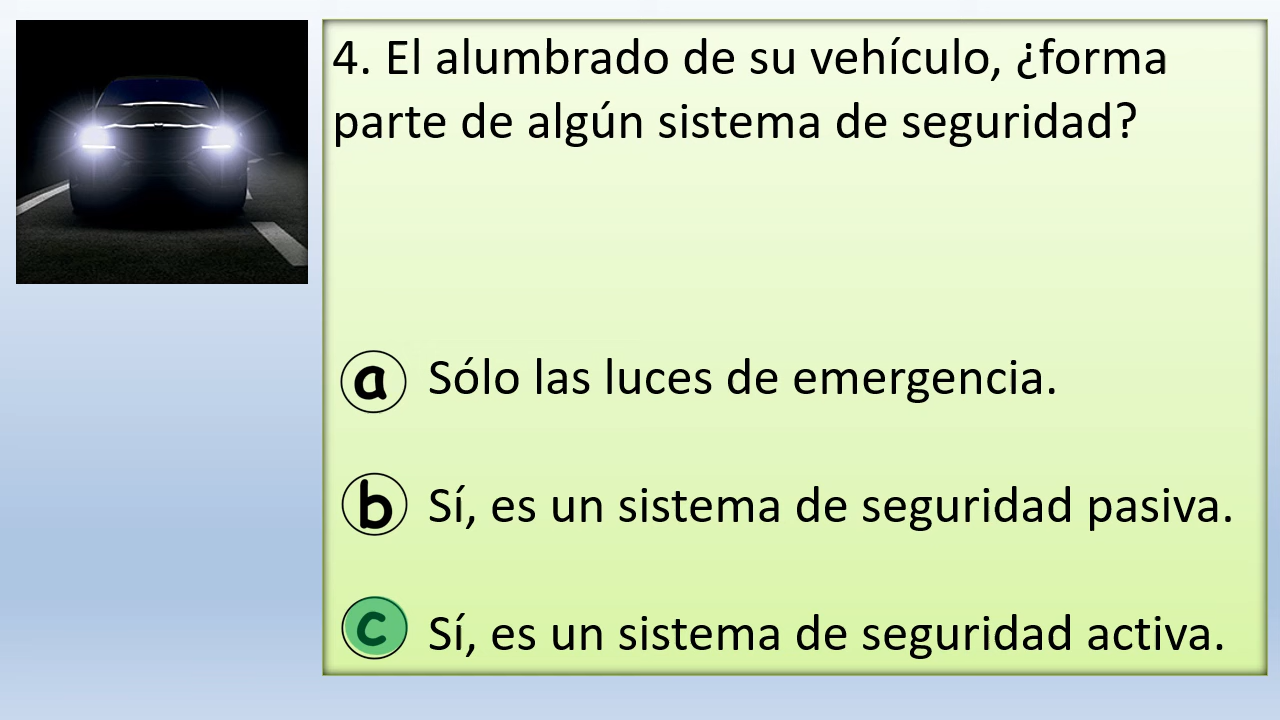 4. El alumbrado de su vehículo, ¿forma
parte de algún sistema de seguridad?
a Sólo las luces de emergencia.
b Sí, es un sistema de seguridad pasiva.
c Sí, es un sistema de seguridad activa.